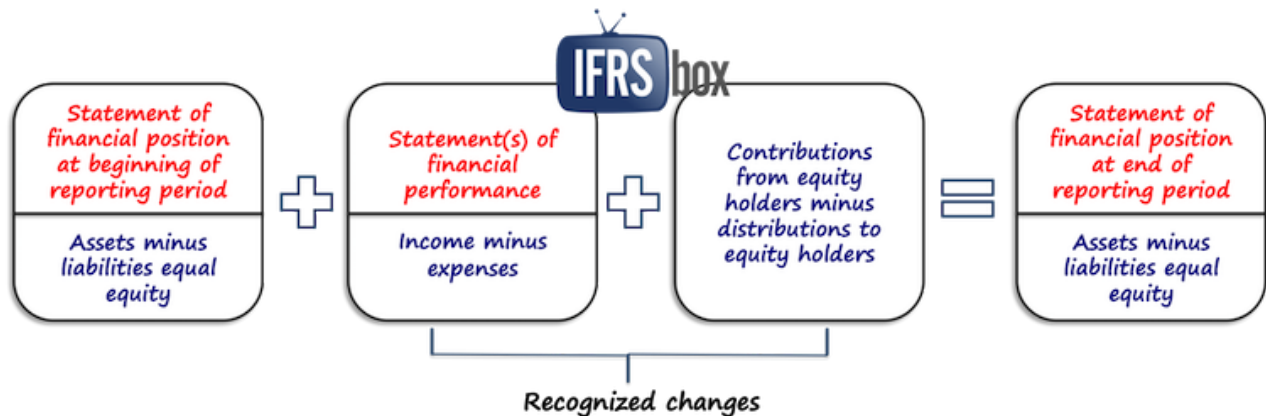 IFRS box
Statement of
financial position
at beginning of
reporting period
Assets minus
liabilities equal
equity
Statement(s) of
financial
performance
Income minus
expenses
Contributions
from equity
holders minus
distributions to
equity holders
Statement of
financial position
at end of
reporting period
Assets minus
liabilities equal
equity
Recognized changes